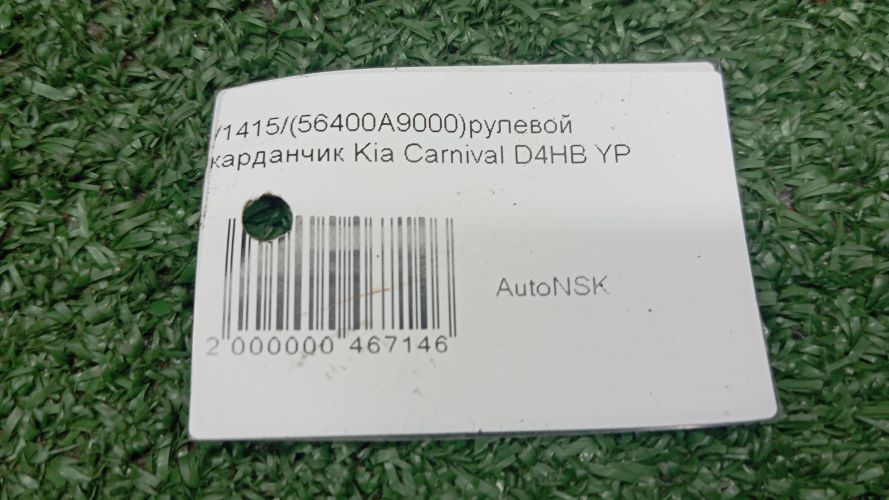 /1415/(56400A9000)рулевой
карданчик Kia Carnival D4HB YP
AutoNSK
2 000000 467146